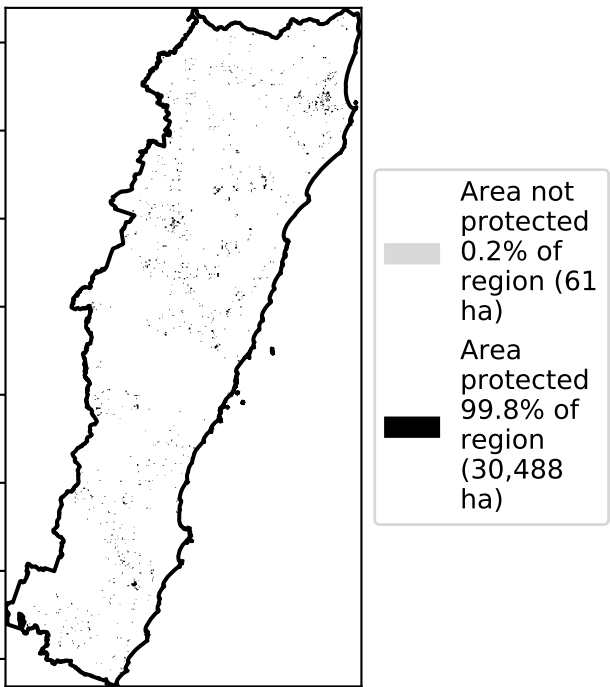 Area not
protected
0.2% of
region (61
ha)
Area
protected
99.8% of
region
(30,488
ha)